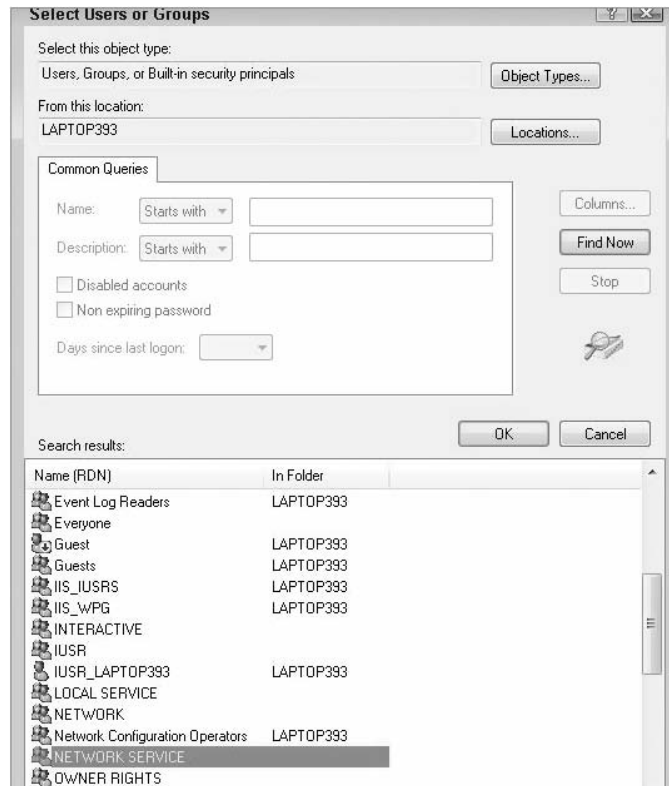 Select Users or Groups
Select this object type:
Users, Groups, or Built-in security principals
Object Types...
From this location:
LAPTOP393
Locations...
Common Queries
Name: Starts with
Columns...
Description: Starts with
Find Now
Disabled accounts
Stop
Non expiring password
Days since last logon:
OK Cancel
Search results:
Name (RDN) In Folder
Event Log Readers LAPTOP393
Everyone
Guest LAPTOP393
Guests LAPTOP393
IIS_IUSRS LAPTOP393
IIS_WPG LAPTOP393
INTERACTIVE
IUSR
IUSR_LAPTOP393 LAPTOP393
LOCAL SERVICE
NETWORK
Network Configuration Operators LAPTOP393
NETWORK SERVICE
OWNER RIGHTS